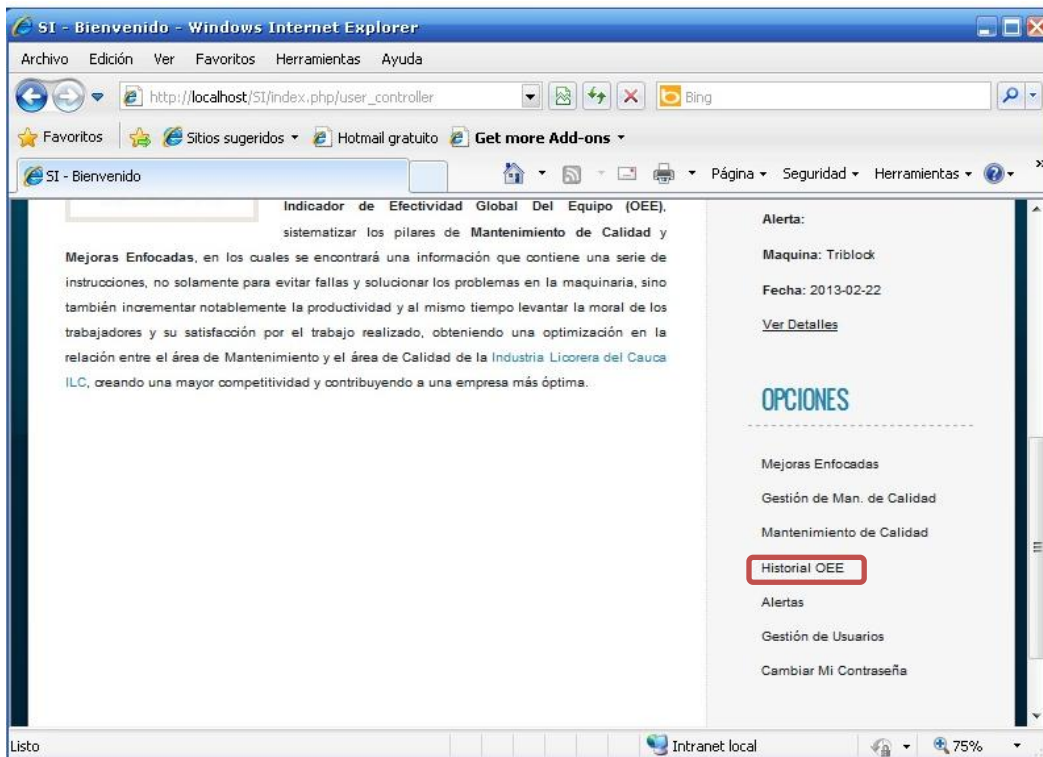 SI - Bienvenido - Windows Internet Explorer
Archivo Edición Ver Favoritos Herramientas Ayuda
http://localhost/SI/index.php/user_controller Bing
Favoritos Sitios sugeridos Hotmail gratuito Get more Add-ons
SI - Bienvenido Página Seguridad Herramientas
Indicador de Efectividad Global Del Equipo (OEE),
sistematizar los pilares de Mantenimiento de Calidad y
Mejoras Enfocadas, en los cuales se encontrará una información que contiene una serie de
instrucciones, no solamente para evitar fallas y solucionar los problemas en la maquinaria, sino
también incrementar notablemente la productividad y al mismo tiempo levantar la moral de los
trabajadores y su satisfacción por el trabajo realizado, obteniendo una optimización en la
relación entre el área de Mantenimiento y el área de Calidad de la Industria Licorera del Cauca
ILC, creando una mayor competitividad y contribuyendo a una empresa más óptima.
Alerta:
Maquina: Triblock
Fecha: 2013-02-22
Ver Detalles
OPCIONES
Mejoras Enfocadas
Gestión de Man. de Calidad
Mantenimiento de Calidad
Historial OEE
Alertas
Gestión de Usuarios
Cambiar Mi Contraseña
Listo Intranet local 75%